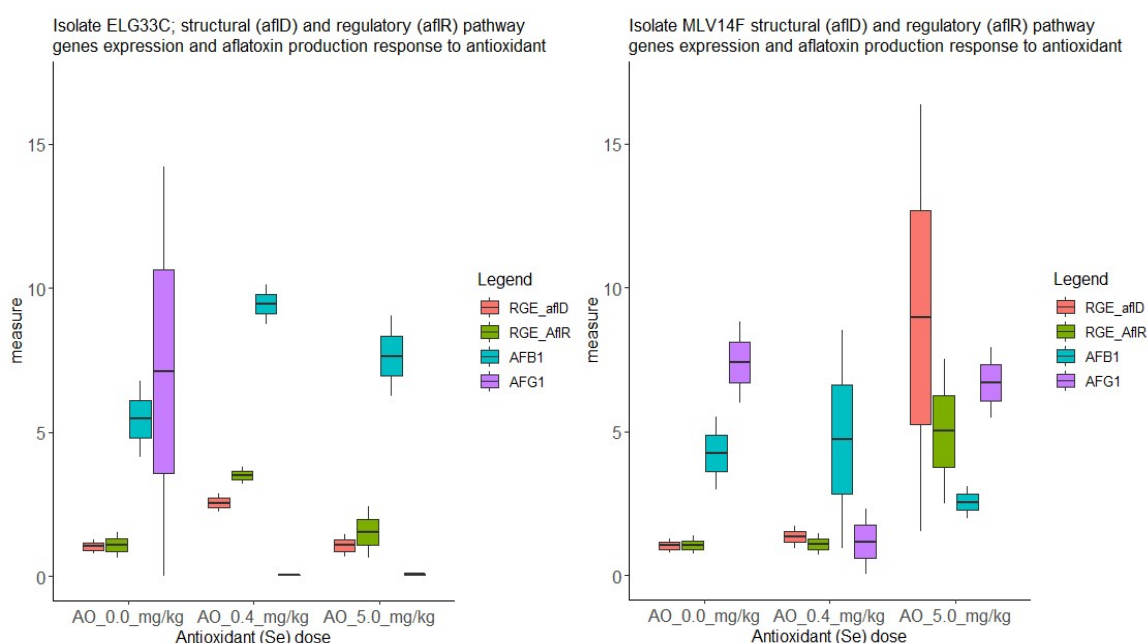 Isolate ELG33C; structural (aflD) and regulatory (aflR) pathway
genes expression and aflatoxin production response to antioxidant
15
10
5
0
measure
AO_0.0_mg/kg AO_0.4_mg/kg AO_5.0_mg/kg
Antioxidant (Se) dose
Legend
RGE_aflD
RGE_AflR
AFB1
AFG1
Isolate MLV14F structural (aflD) and regulatory (aflR) pathway
genes expression and aflatoxin production response to antioxidant
15
10
5
0
measure
AO_0.0_mg/kg AO_0.4_mg/kg AO_5.0_mg/kg
Antioxidant (Se) dose
Legend
RGE_aflD
RGE_AflR
AFB1
AFG1